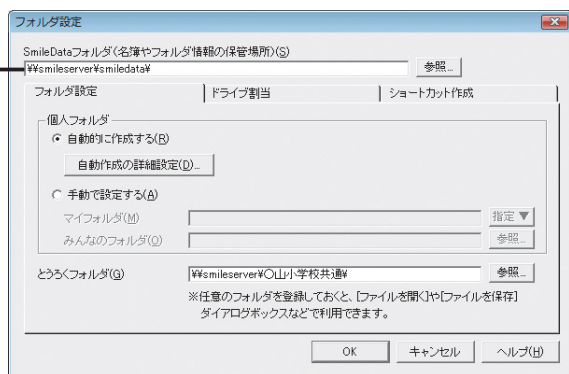 フォルダ設定
SmileDataフォルダ(名簿やフォルダ情報の保管場所)(S)
¥¥smileserver¥smiledata¥
参照...
フォルダ設定
ドライブ割当
ショートカット作成
個人フォルダ
自動的に作成する(R)
自動作成の詳細設定(D)...
手動で設定する(A)
マイフォルダ(M)
指定 ▼
みんなのフォルダ(O)
参照...
とうろくフォルダ(G)
¥¥smileserver¥〇山小学校共通¥
参照...
※任意のフォルダを登録しておくと、[ファイルを開く]や[ファイルを保存]
ダイアログボックスなどで利用できます。
OK
キャンセル
ヘルプ(H)